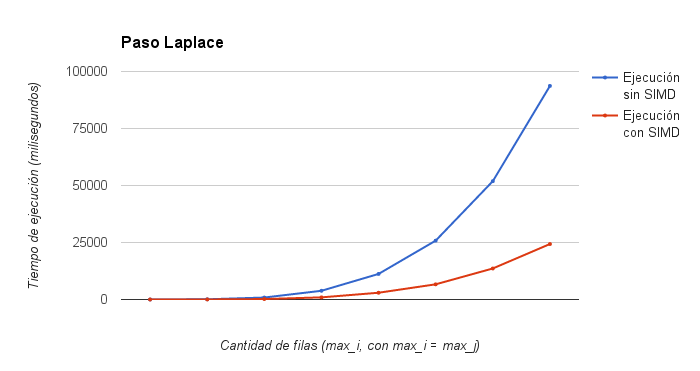 Paso Laplace
100000
75000
50000
25000
0
Tiempo de ejecución (milisegundos)
Cantidad de filas (max_i, con max_i = max_j)
Ejecución
sin SIMD
Ejecución
con SIMD